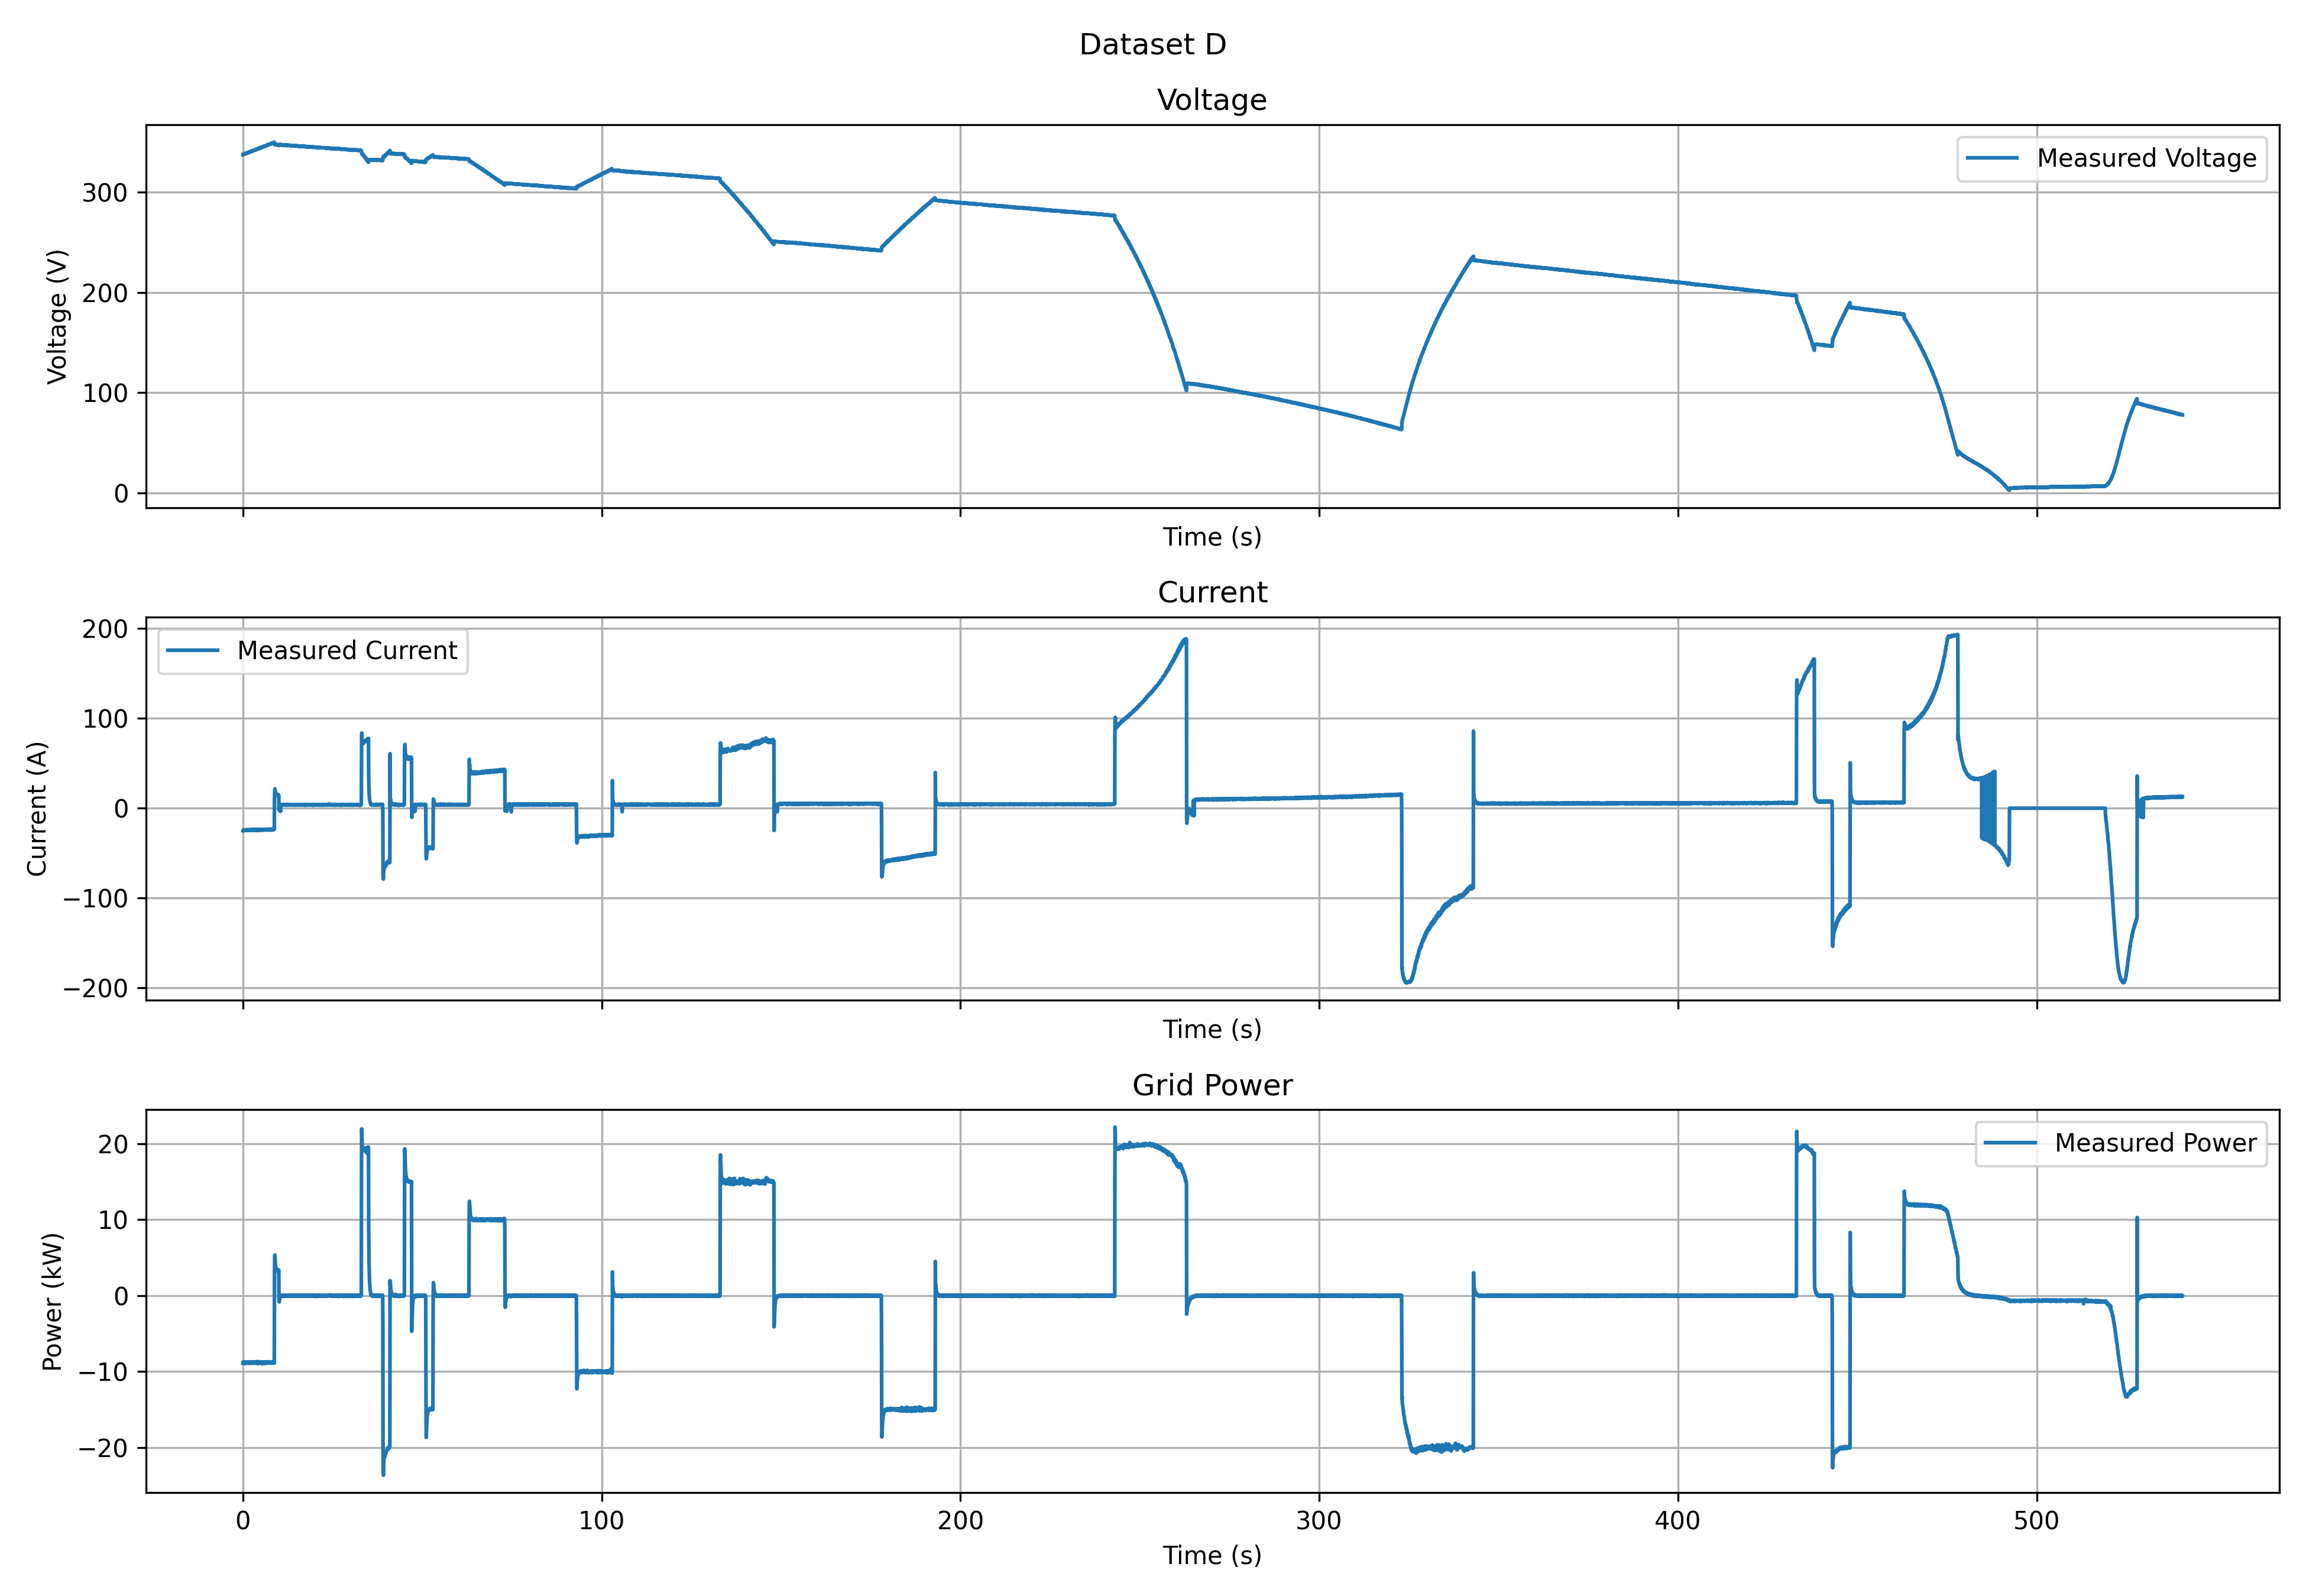 Dataset D
Voltage
Measured Voltage
300
200
100
0
Voltage (V)
Time (s)
Current
Measured Current
200
100
0
−100
−200
Current (A)
Time (s)
Grid Power
Measured Power
20
10
0
−10
−20
Power (kW)
0 100 200 300 400 500
Time (s)